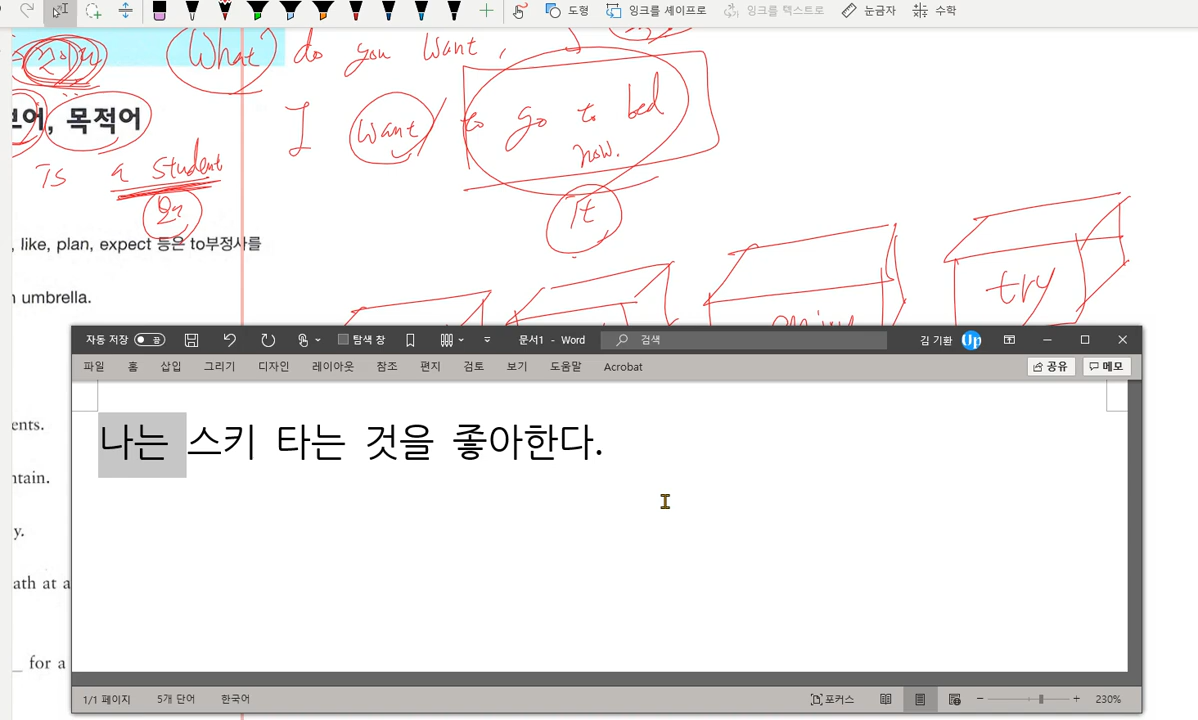 도형 잉크를 셰이프로 잉크를 텍스트로 눈금자 수학
What do you want,
어, 목적어
I want to go to bed
now.
is a student
It
, like, plan, expect 등은 to부정사를
umbrella.
try
자동 저장 끔 탐색 창 문서1 - Word 검색 김 기환 Up
파일 홈 삽입 그리기 디자인 레이아웃 참조 편지 검토 보기 도움말 Acrobat 공유 메모
나는 스키 타는 것을 좋아한다.
ents.
ntain.
y.
ath at a
for a
1/1 페이지 5개 단어 한국어 포커스 230%